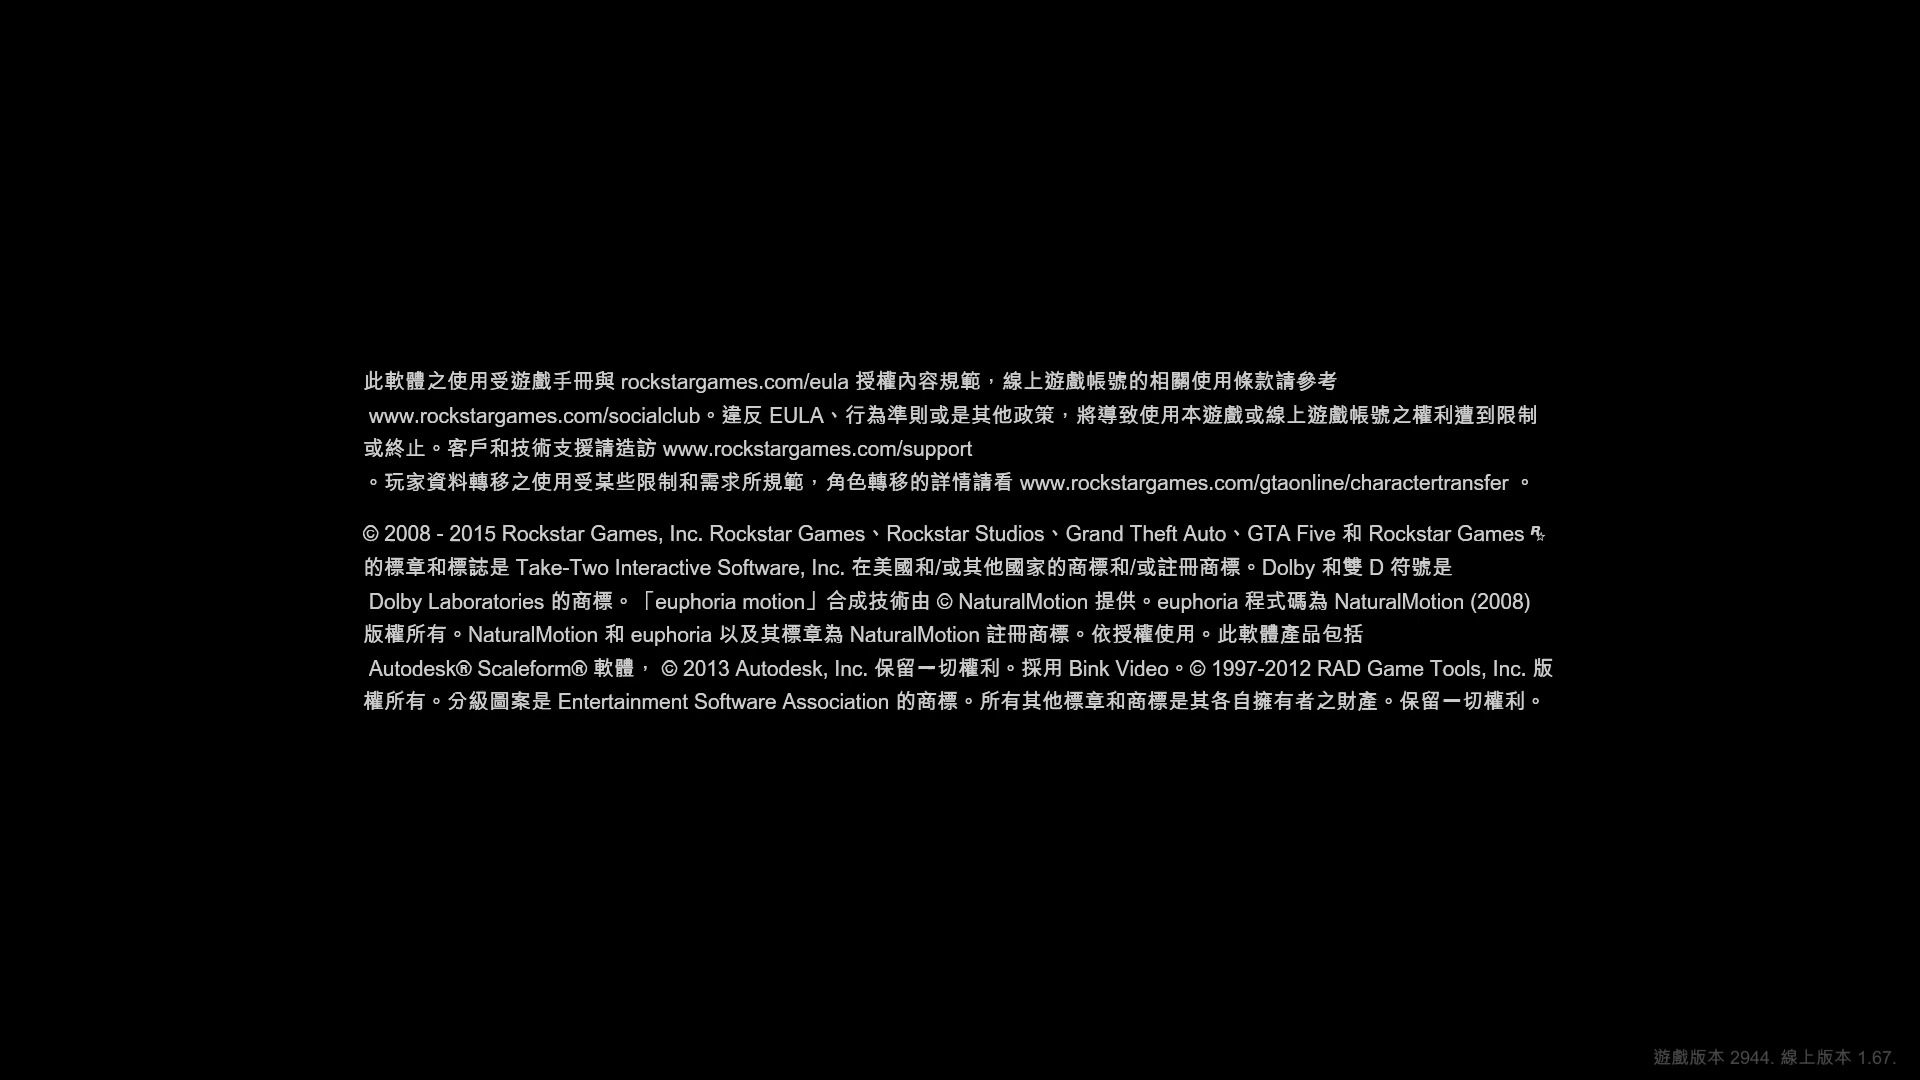 此軟體之使用受遊戲手冊與 rockstargames.com/eula 授權內容規範，線上遊戲帳號的相關使用條款請參考
www.rockstargames.com/socialclub。違反 EULA、行為準則或是其他政策，將導致使用本遊戲或線上遊戲帳號之權利遭到限制
或終止。客戶和技術支援請造訪 www.rockstargames.com/support
。玩家資料轉移之使用受某些限制和需求所規範，角色轉移的詳情請看 www.rockstargames.com/gtaonline/charactertransfer 。
© 2008 - 2015 Rockstar Games, Inc. Rockstar Games、Rockstar Studios、Grand Theft Auto、GTA Five 和 Rockstar Games R☆
的標章和標誌是 Take-Two Interactive Software, Inc. 在美國和/或其他國家的商標和/或註冊商標。Dolby 和雙 D 符號是
Dolby Laboratories 的商標。「euphoria motion」合成技術由 © NaturalMotion 提供。euphoria 程式碼為 NaturalMotion (2008)
版權所有。NaturalMotion 和 euphoria 以及其標章為 NaturalMotion 註冊商標。依授權使用。此軟體產品包括
Autodesk® Scaleform® 軟體， © 2013 Autodesk, Inc. 保留一切權利。採用 Bink Video。© 1997-2012 RAD Game Tools, Inc. 版
權所有。分級圖案是 Entertainment Software Association 的商標。所有其他標章和商標是其各自擁有者之財產。保留一切權利。
遊戲版本 2944. 線上版本 1.67.